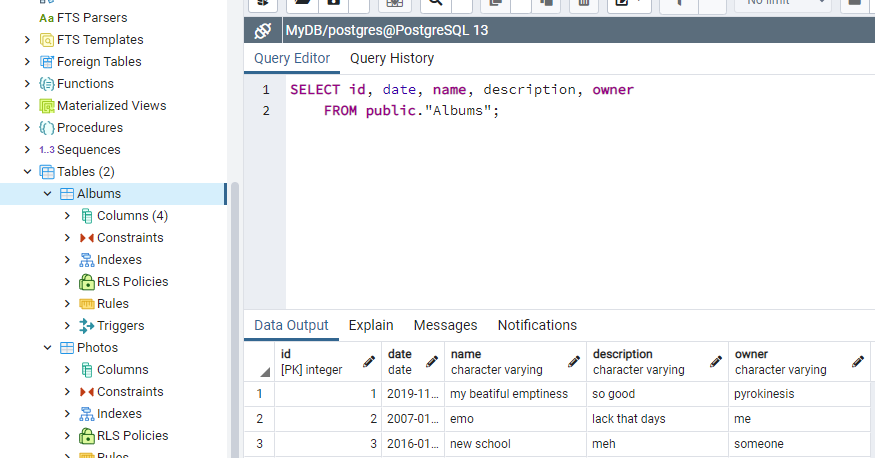 No limit
Aa FTS Parsers
FTS Templates
Foreign Tables
Functions
Materialized Views
Procedures
1..3 Sequences
Tables (2)
Albums
Columns (4)
Constraints
Indexes
RLS Policies
Rules
Triggers
Photos
Columns
Constraints
Indexes
RLS Policies
Rules
MyDB/postgres@PostgreSQL 13
Query Editor Query History
1 SELECT id, date, name, description, owner
2 FROM public."Albums";
Data Output Explain Messages Notifications
id date name description owner
[PK] integer date character varying character varying character varying
1 1 2019-11... my beatiful emptiness so good pyrokinesis
2 2 2007-01... emo lack that days me
3 3 2016-01... new school meh someone